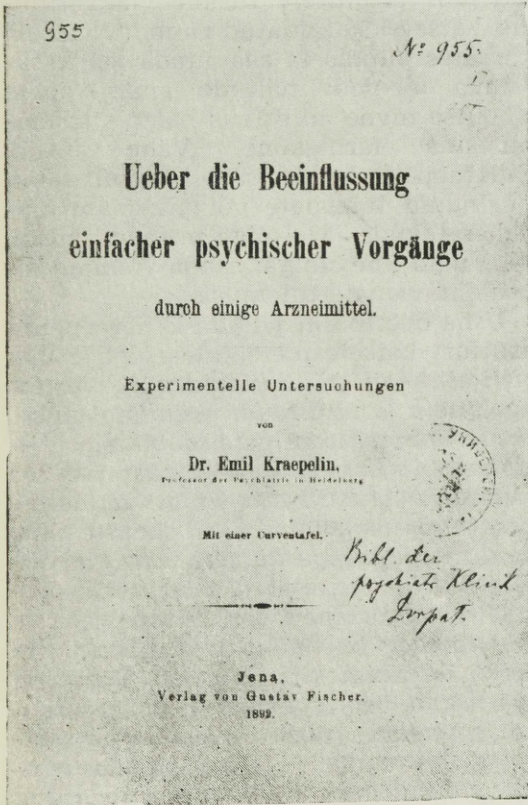 955
№ 955.
Ueber die Beeinflussung
einfacher psychischer Vorgänge
durch einige Arzneimittel.
Experimentelle Untersuchungen
von
Dr. Emil Kraepelin,
Professor der Psychiatrie in Heidelberg
Mit einer Curventafel.
Bibl. der
psychiatr. Klinik
Dorpat.
Jena,
Verlag von Gustav Fischer.
1892.